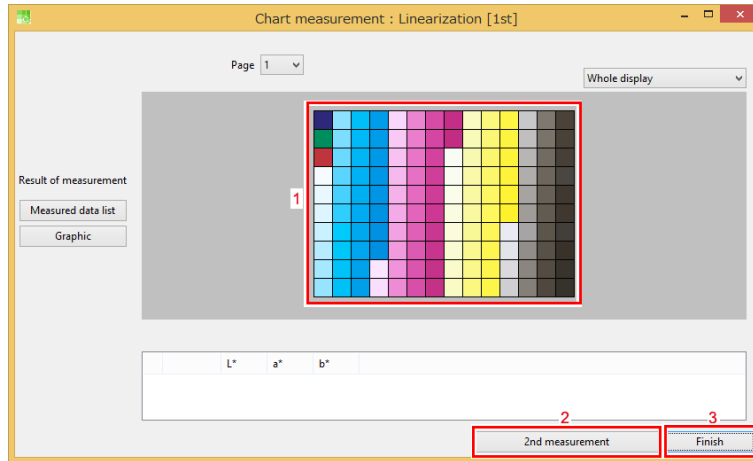 Chart measurement : Linearization [1st]
Page 1
Whole display
Result of measurement
Measured data list
Graphic
1
L* a* b*
2 3
2nd measurement Finish